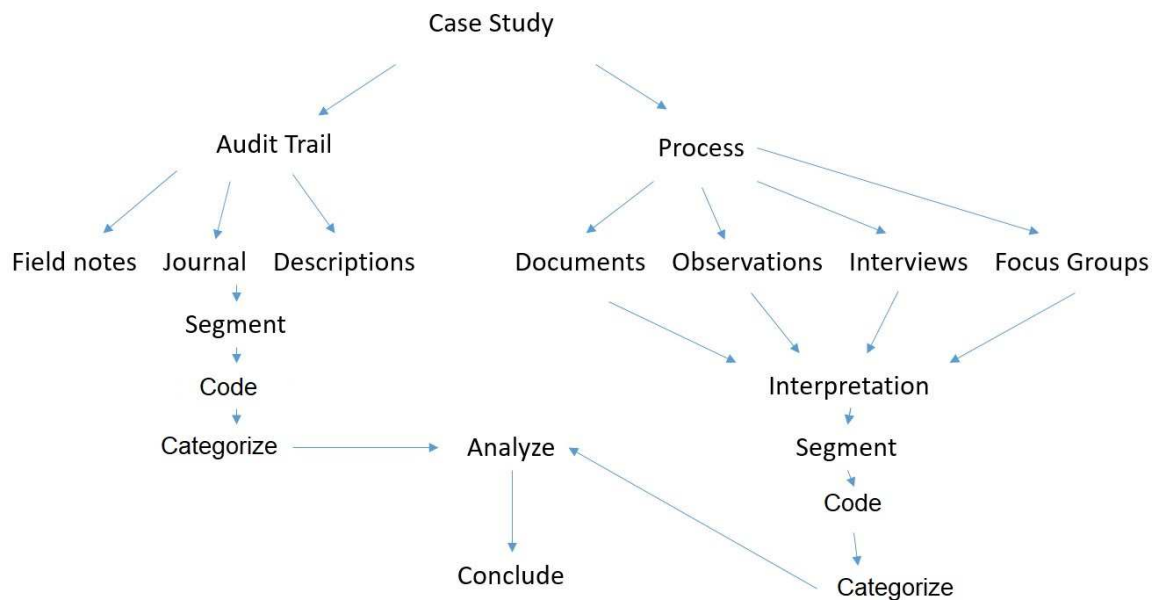 Case Study
Audit Trail
Process
Field notes
Journal
Descriptions
Documents
Observations
Interviews
Focus Groups
Segment
Code
Interpretation
Categorize
Analyze
Segment
Code
Conclude
Categorize